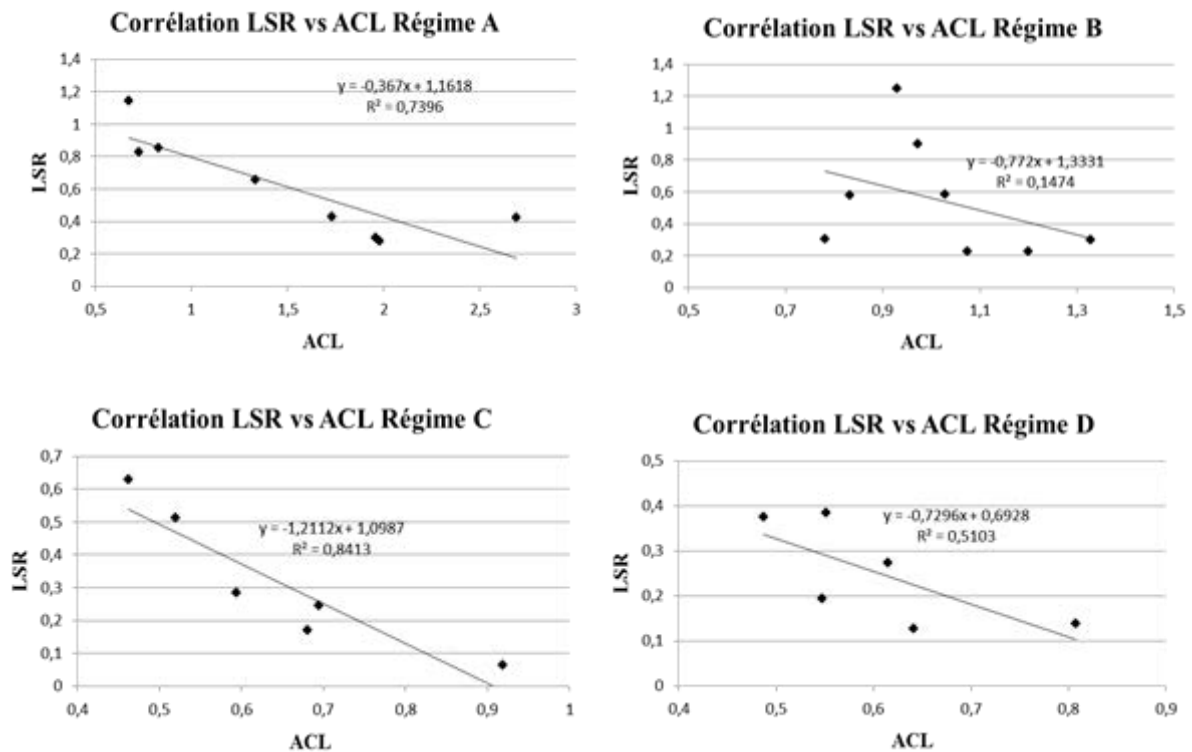 Corrélation LSR vs ACL Régime A
1,4
1,2
1
0,8
0,6
0,4
0,2
0
LSR
y = -0,367x + 1,1618
R² = 0,7396
0,5 1 1,5 2 2,5 3
ACL
Corrélation LSR vs ACL Régime B
1,4
1,2
1
0,8
0,6
0,4
0,2
0
LSR
y = -0,772x + 1,3331
R² = 0,1474
0,5 0,7 0,9 1,1 1,3 1,5
ACL
Corrélation LSR vs ACL Régime C
0,7
0,6
0,5
0,4
0,3
0,2
0,1
0
LSR
y = -1,2112x + 1,0987
R² = 0,8413
0,4 0,5 0,6 0,7 0,8 0,9 1
ACL
Corrélation LSR vs ACL Régime D
0,5
0,4
0,3
0,2
0,1
0
LSR
y = -0,7296x + 0,6928
R² = 0,5103
0,4 0,5 0,6 0,7 0,8 0,9
ACL